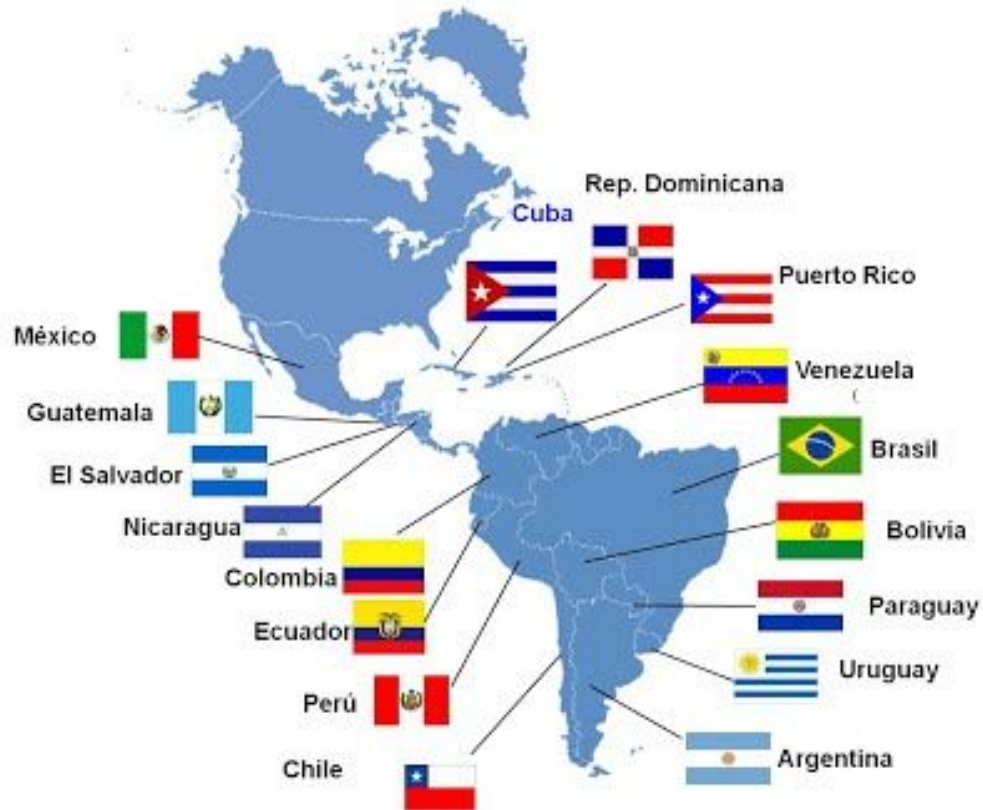 Rep. Dominicana
Cuba
Puerto Rico
México
Venezuela
(
Guatemala
Brasil
El Salvador
Nicaragua
Bolivia
Colombia
Paraguay
Ecuador
Uruguay
Perú
Argentina
Chile